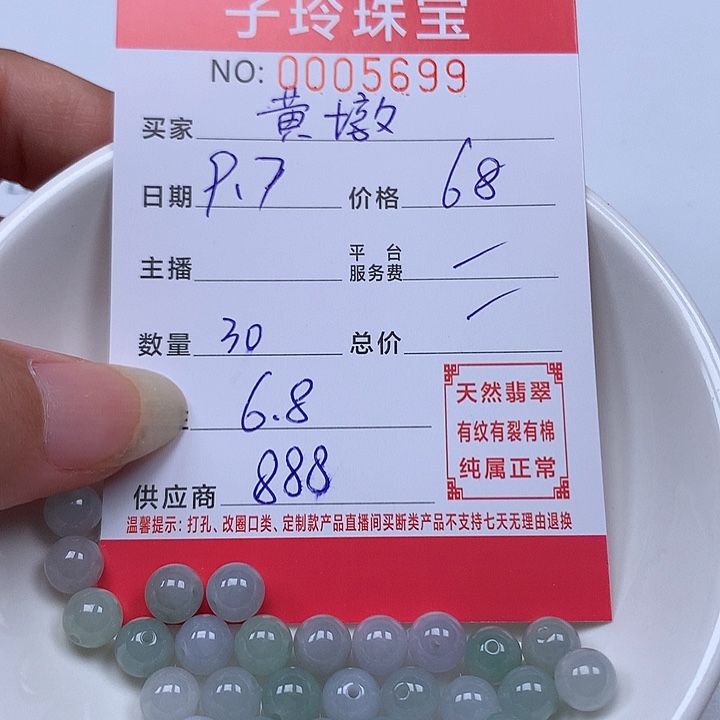 子玲珠宝
NO: 0005699
买家 黄墩
日期 9.7 价格 68
主播 平台服务费 —
数量 30 总价 —
6.8
供应商 888
天然翡翠
有纹有裂有棉
纯属正常
温馨提示：打孔、改圈口类、定制款产品直播间买断类产品不支持七天无理由退换